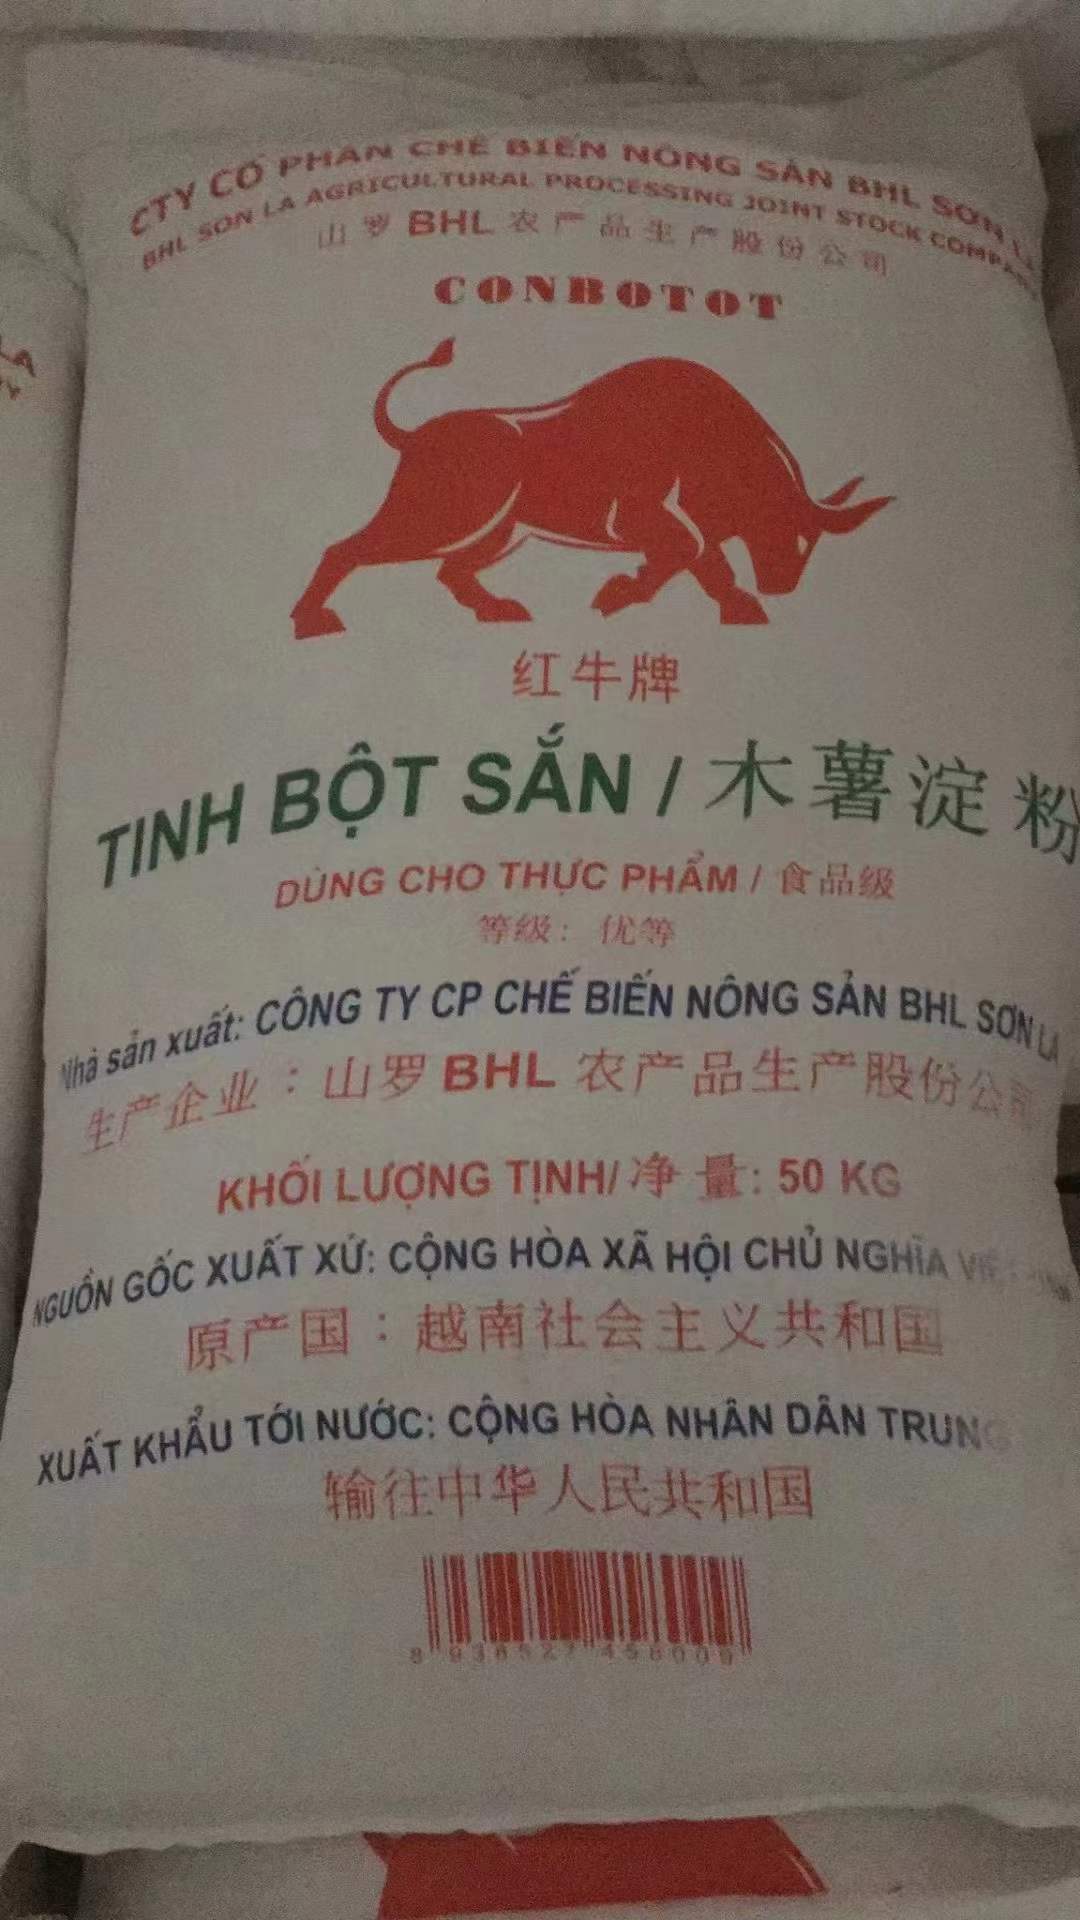 CTY CỔ PHẦN CHẾ BIẾN NÔNG SẢN BHL SƠN
BHL SON LA AGRICULTURAL PROCESSING JOINT STOCK
山罗BHL农产品生产股份公司
CONBOTOT
红牛牌
TINH BỘT SẮN / 木薯淀粉
DÙNG CHO THỰC PHẨM / 食品级
等级: 优等
Nhà sản xuất: CÔNG TY CP CHẾ BIẾN NÔNG SẢN BHL SƠN LA
生产企业：山罗BHL农产品生产股份公司
KHỐI LƯỢNG TỊNH/ 净量: 50 KG
NGUỒN GỐC XUẤT XỨ: CỘNG HÒA XÃ HỘI CHỦ NGHĨA
原产国：越南社会主义共和国
XUẤT KHẨU TỚI NƯỚC: CỘNG HÒA NHÂN DÂN TRUNG
输往中华人民共和国